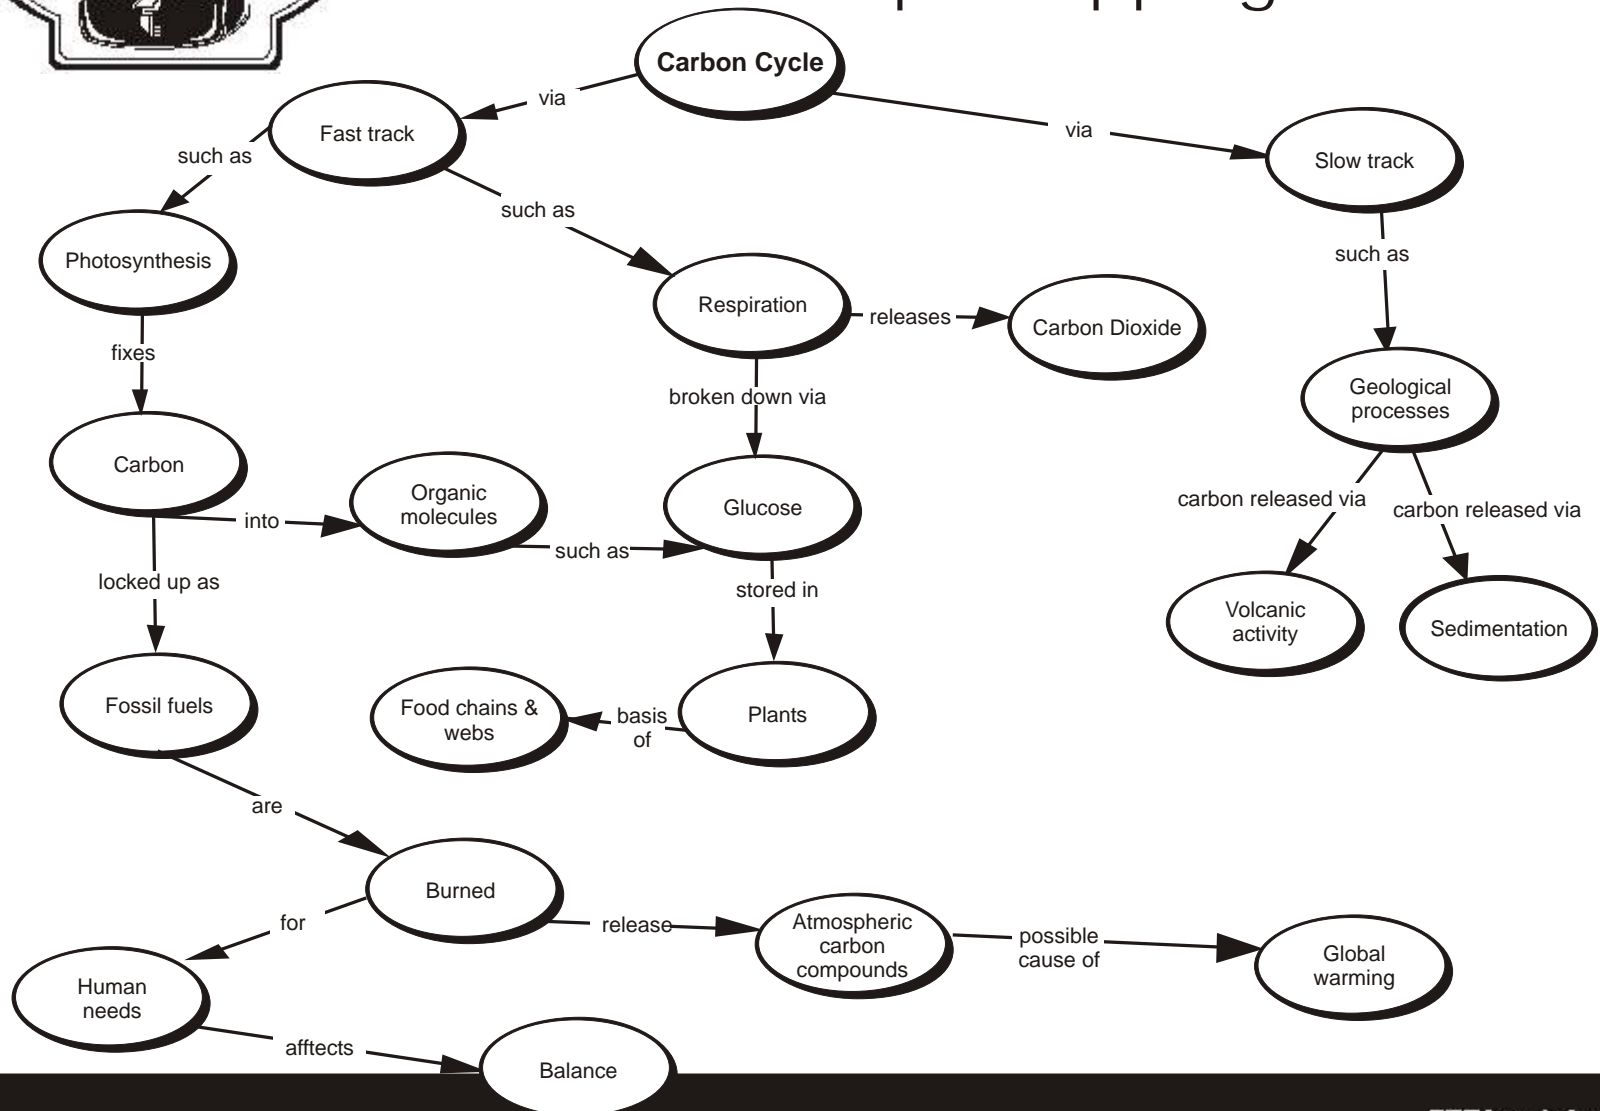 Carbon Cycle
via
Fast track
via
such as
Slow track
such as
such as
Photosynthesis
Respiration
releases
Carbon Dioxide
fixes
broken down via
Geological
processes
Carbon
Organic
molecules
into
Glucose
such as
carbon released via
carbon released via
locked up as
stored in
Volcanic
activity
Sedimentation
Fossil fuels
Food chains &
webs
basis
of
Plants
are
Burned
for
release
Atmospheric
carbon
compounds
possible
cause of
Global
warming
Human
needs
afftects
Balance